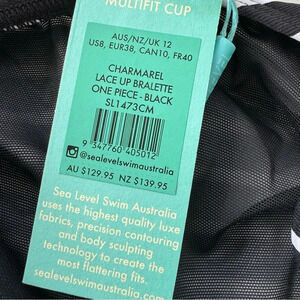 MULTIFIT CUP
AUS/NZ/UK 12
US8, EUR38, CAN10, FR40
CHARMAREL
LACE UP BRALETTE
ONE PIECE - BLACK
SL1473CM
9 347760 405012
@sealevelswimaustralia
AU $129.95 NZ $139.95
Sea Level Swim Australia
uses the highest quality luxe
fabrics, precision contouring
and body sculpting
technology to create the
most flattering fits.
sealevelswimaustralia.com